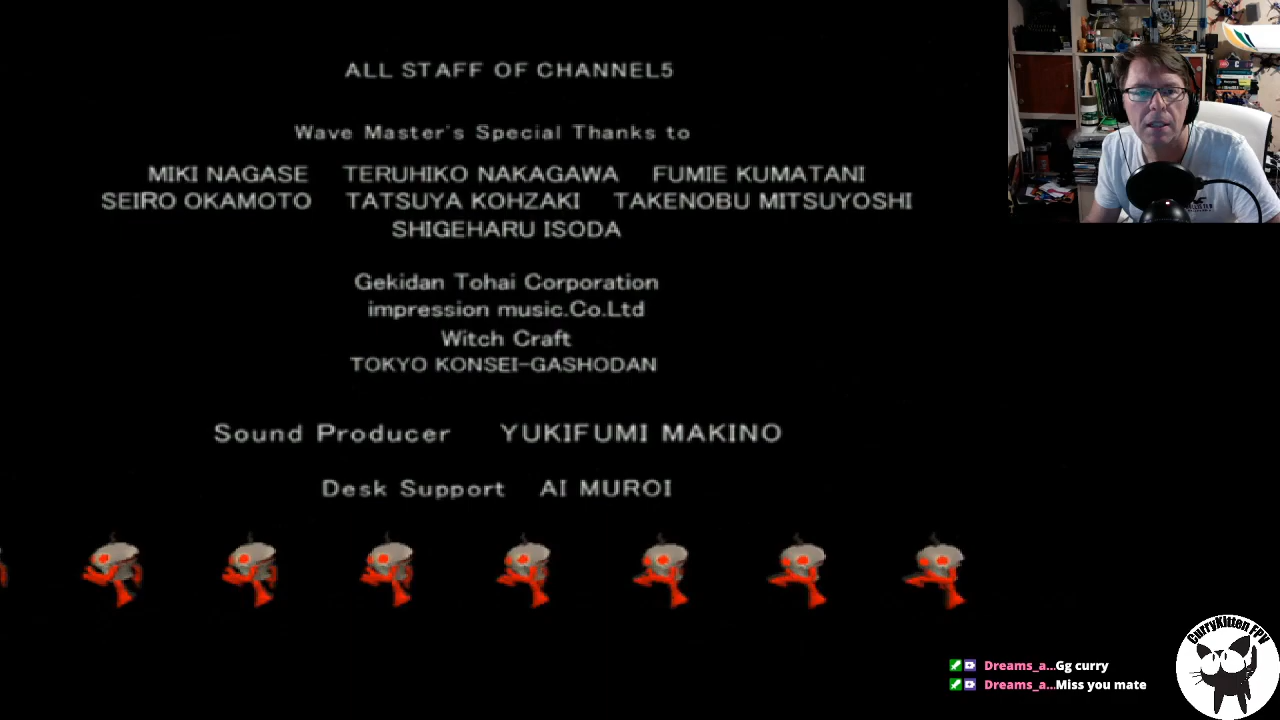 ALL STAFF OF CHANNEL5
Wave Master's Special Thanks to
MIKI NAGASE TERUHIKO NAKAGAWA FUMIE KUMATANI
SEIRO OKAMOTO TATSUYA KOHZAKI TAKENOBU MITSUYOSHI
SHIGEHARU ISODA
Gekidan Tohai Corporation
impression music.Co.Ltd
Witch Craft
TOKYO KONSEI-GASHODAN
Sound Producer YUKIFUMI MAKINO
Desk Support AI MUROI
CurryKitten FPV
Dreams_a...Gg curry
Dreams_a...Miss you mate